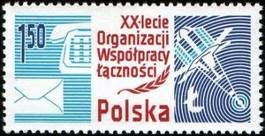 1,50
XX-lecie
Organizacji
Współpracy
Łączności
Polska